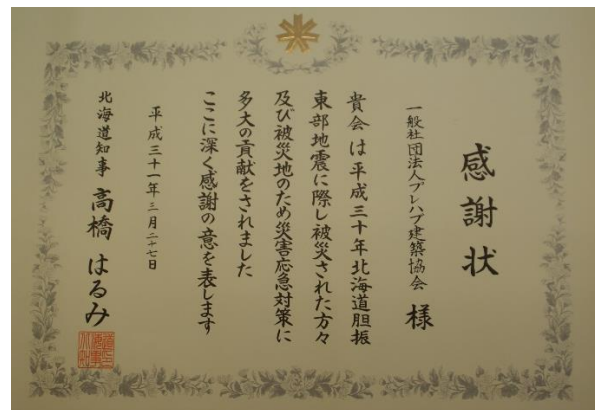 感謝状
一般社団法人プレハブ建築協会 様
貴会は平成三十年北海道胆振
東部地震に際し被災された方々
及び被災地のため災害応急対策に
多大の貢献をされました
ここに深く感謝の意を表します
平成三十一年三月二十七日
北海道知事 高橋はるみ